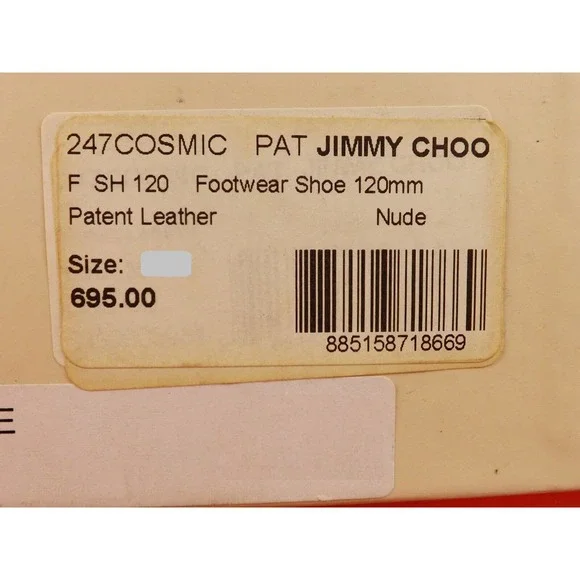 247COSMIC PAT JIMMY CHOO
F SH 120 Footwear Shoe 120mm
Patent Leather Nude
Size:
695.00
885158718669
E